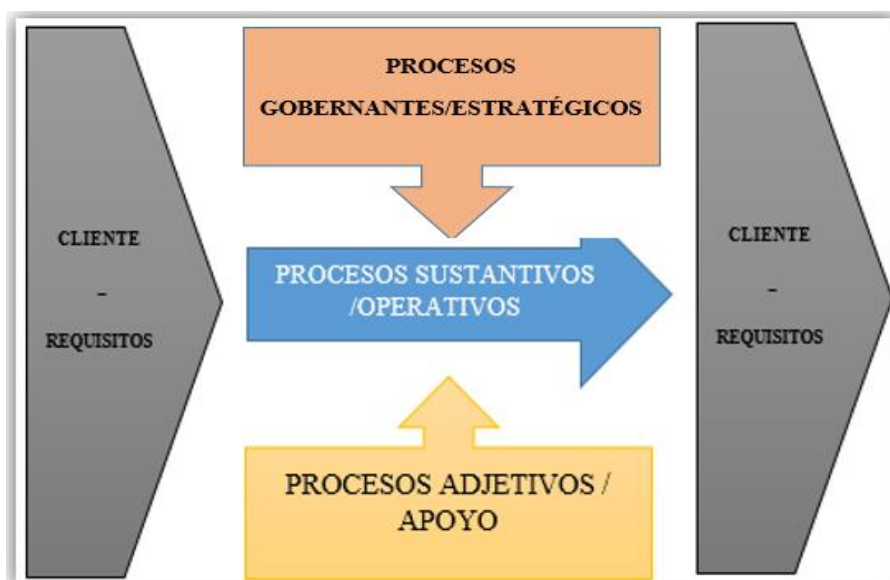 CLIENTE
–
REQUISITOS
PROCESOS
GOBERNANTES/ESTRATÉGICOS
PROCESOS SUSTANTIVOS
/OPERATIVOS
PROCESOS ADJETIVOS /
APOYO
CLIENTE
–
REQUISITOS